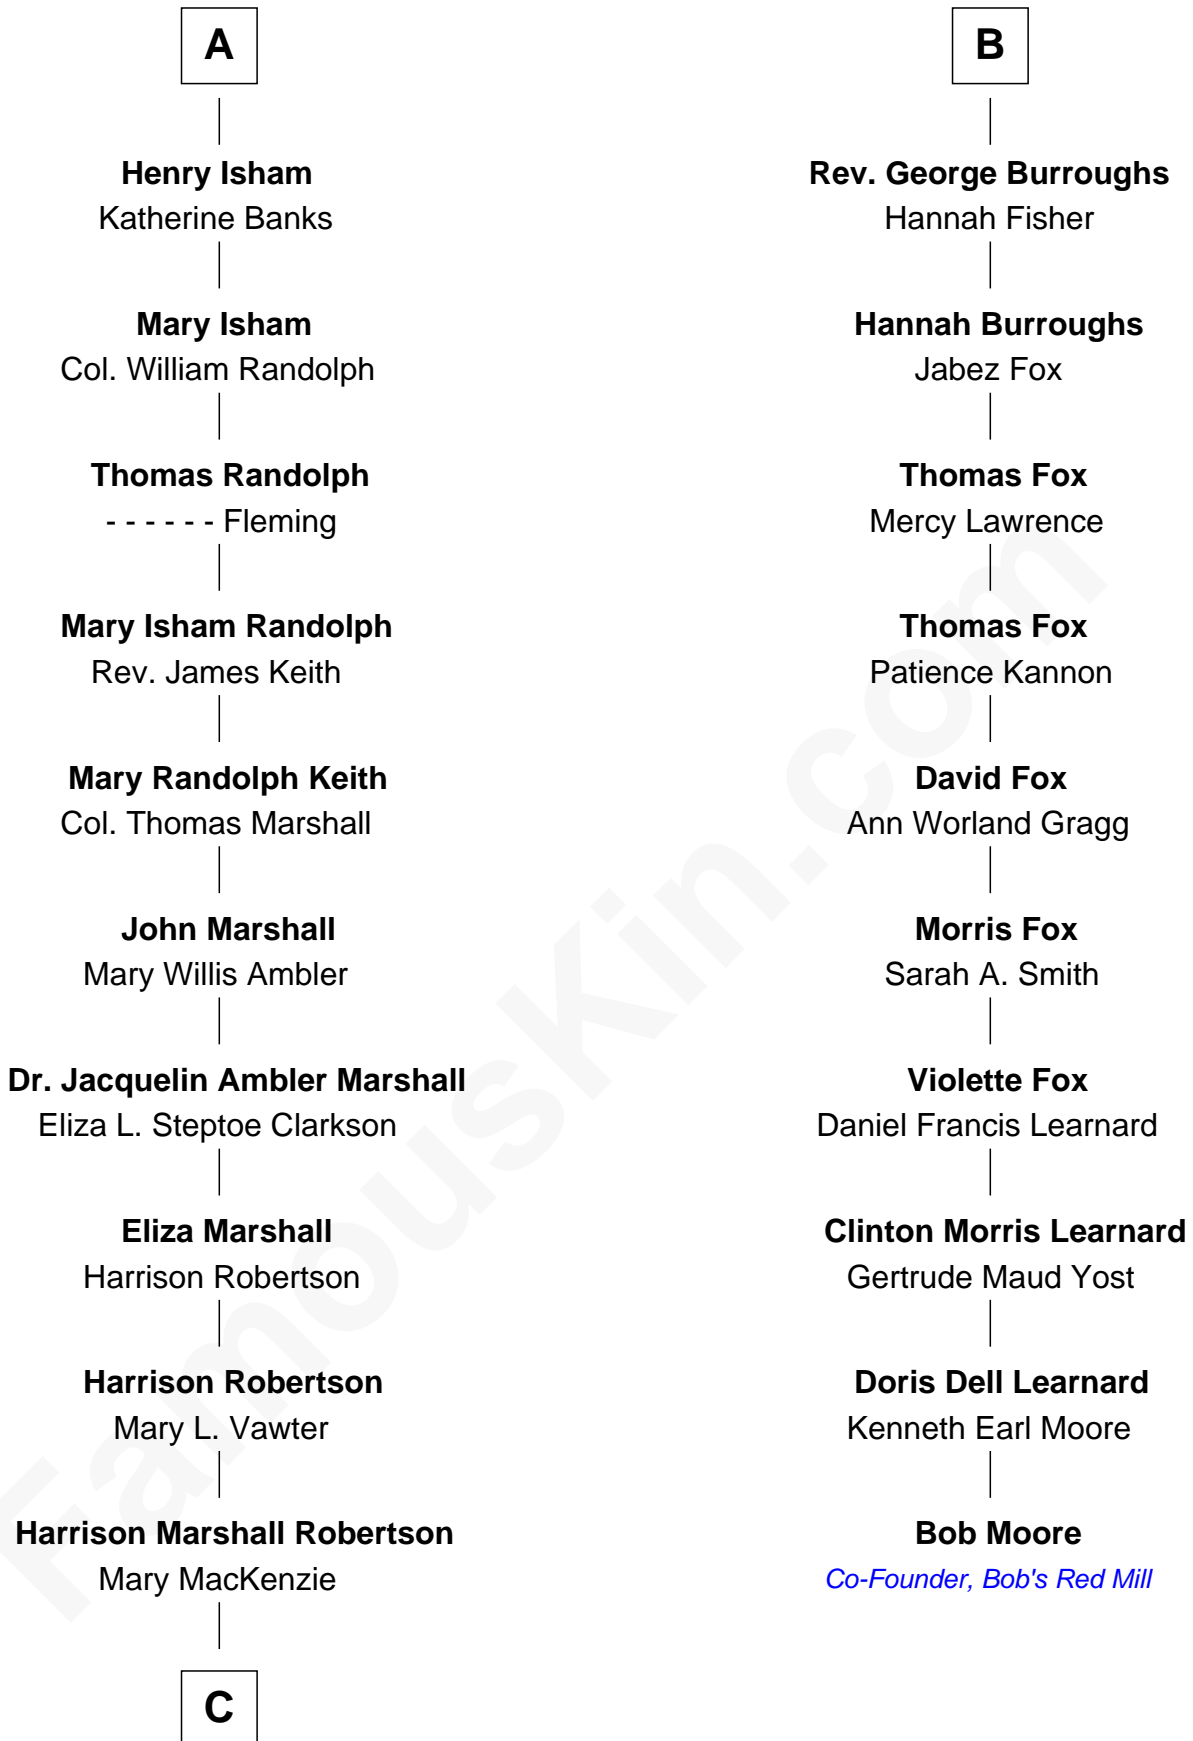 A
Henry Isham
Katherine Banks
Mary Isham
Col. William Randolph
Thomas Randolph
- - - - - - Fleming
Mary Isham Randolph
Rev. James Keith
Mary Randolph Keith
Col. Thomas Marshall
John Marshall
Mary Willis Ambler
Dr. Jacquelin Ambler Marshall
Eliza L. Steptoe Clarkson
Eliza Marshall
Harrison Robertson
Harrison Robertson
Mary L. Vawter
Harrison Marshall Robertson
Mary MacKenzie
C
B
Rev. George Burroughs
Hannah Fisher
Hannah Burroughs
Jabez Fox
Thomas Fox
Mercy Lawrence
Thomas Fox
Patience Kannon
David Fox
Ann Worland Gragg
Morris Fox
Sarah A. Smith
Violette Fox
Daniel Francis Learnard
Clinton Morris Learnard
Gertrude Maud Yost
Doris Dell Learnard
Kenneth Earl Moore
Bob Moore
Co-Founder, Bob's Red Mill
FamousKin.com